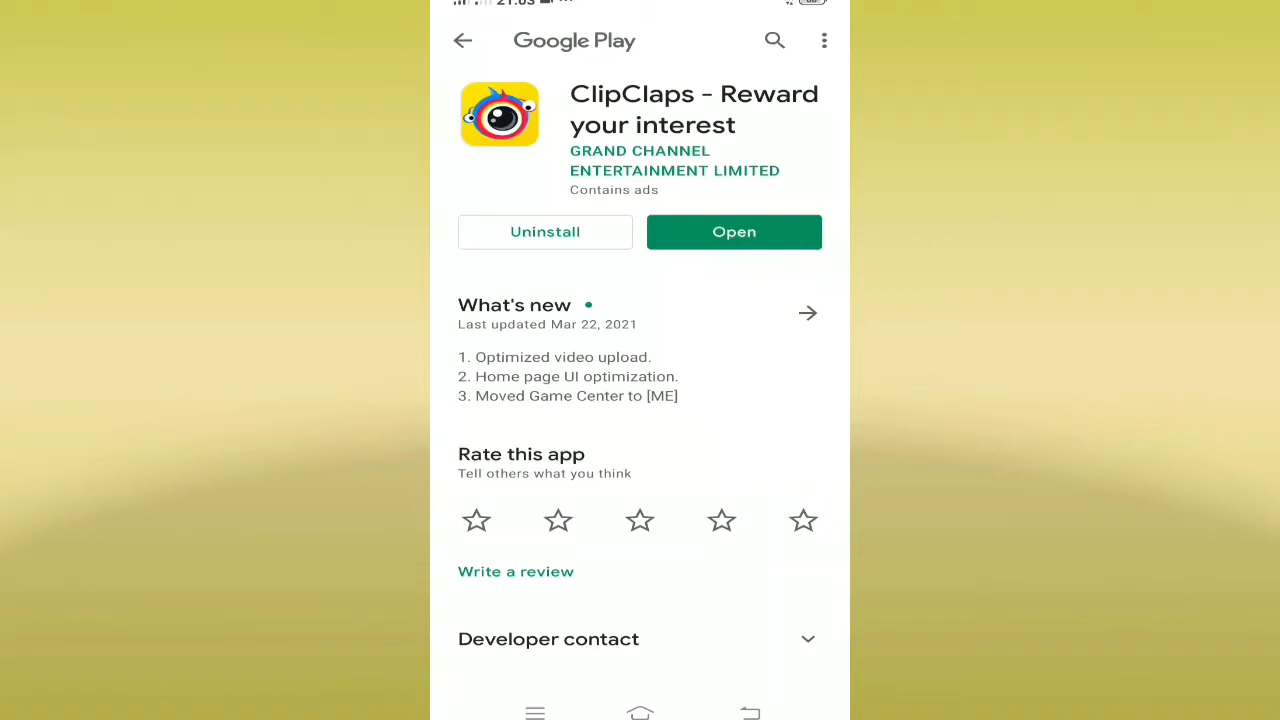 21:03
Google Play
ClipClaps - Reward
your interest
GRAND CHANNEL
ENTERTAINMENT LIMITED
Contains ads
Uninstall
Open
What's new
Last updated Mar 22, 2021
1. Optimized video upload.
2. Home page UI optimization.
3. Moved Game Center to [ME]
Rate this app
Tell others what you think
Write a review
Developer contact